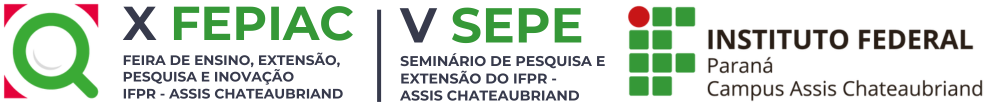 X FEPIAC
FEIRA DE ENSINO, EXTENSÃO,
PESQUISA E INOVAÇÃO
IFPR - ASSIS CHATEAUBRIAND
V SEPE
SEMINÁRIO DE PESQUISA E
EXTENSÃO DO IFPR -
ASSIS CHATEAUBRIAND
INSTITUTO FEDERAL
Paraná
Campus Assis Chateaubriand